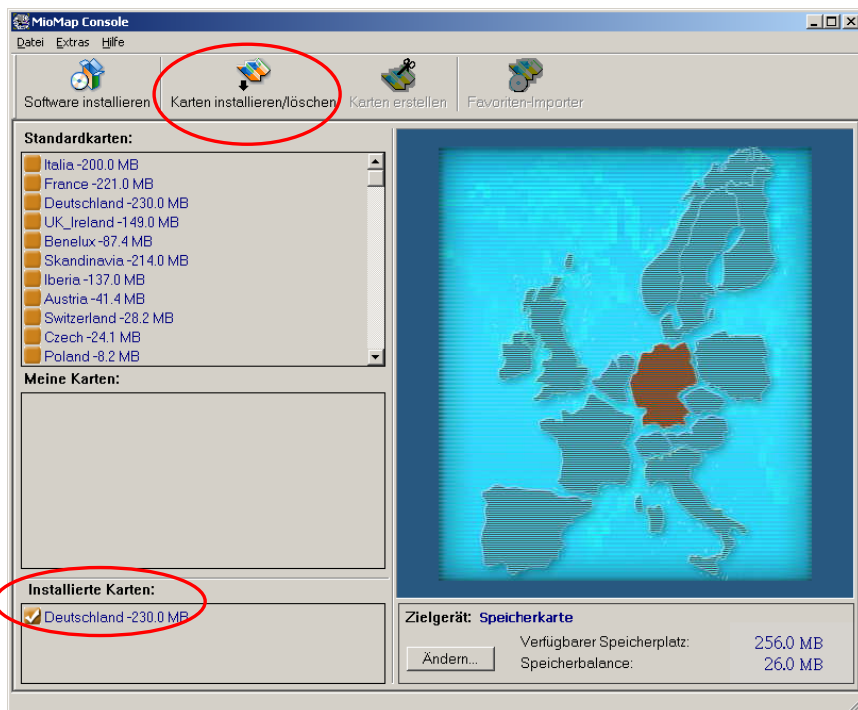 MioMap Console
Datei Extras Hilfe
Software installieren Karten installieren/löschen Karten erstellen Favoriten-Importer
Standardkarten:
Italia -200.0 MB
France -221.0 MB
Deutschland -230.0 MB
UK_Ireland -149.0 MB
Benelux -87.4 MB
Skandinavia -214.0 MB
Iberia -137.0 MB
Austria -41.4 MB
Switzerland -28.2 MB
Czech -24.1 MB
Poland -8.2 MB
Meine Karten:
Installierte Karten:
Deutschland -230.0 MB
Zielgerät: Speicherkarte
Ändern...
Verfügbarer Speicherplatz: 256.0 MB
Speicherbalance: 26.0 MB